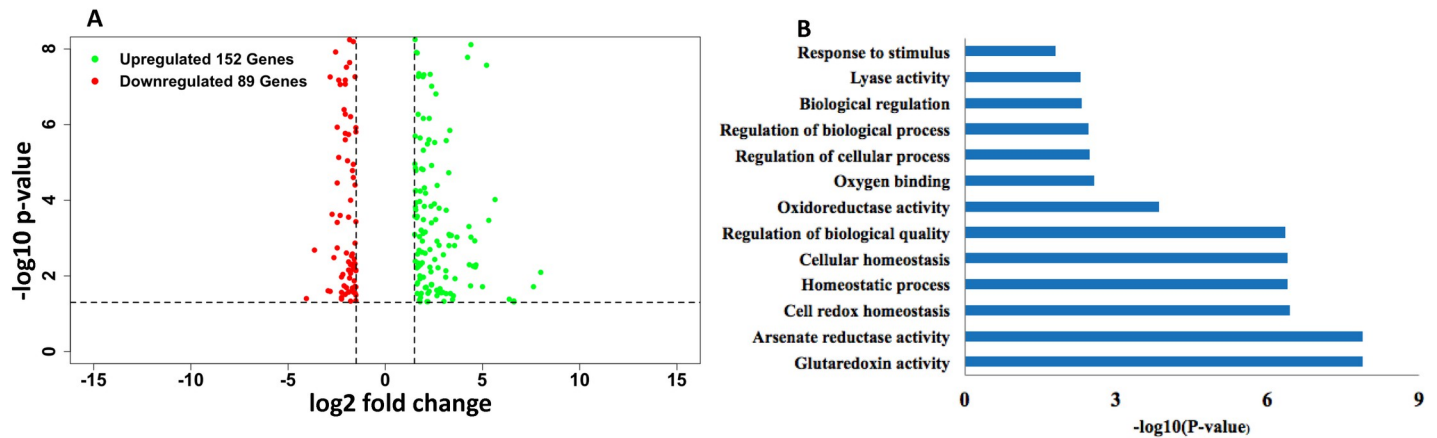 A
Upregulated 152 Genes
Downregulated 89 Genes
-log10 p-value
8
6
4
2
0
-15
-10
-5
0
5
10
15
log2 fold change
B
Response to stimulus
Lyase activity
Biological regulation
Regulation of biological process
Regulation of cellular process
Oxygen binding
Oxidoreductase activity
Regulation of biological quality
Cellular homeostasis
Homeostatic process
Cell redox homeostasis
Arsenate reductase activity
Glutaredoxin activity
0
3
6
9
-log10(P-value)